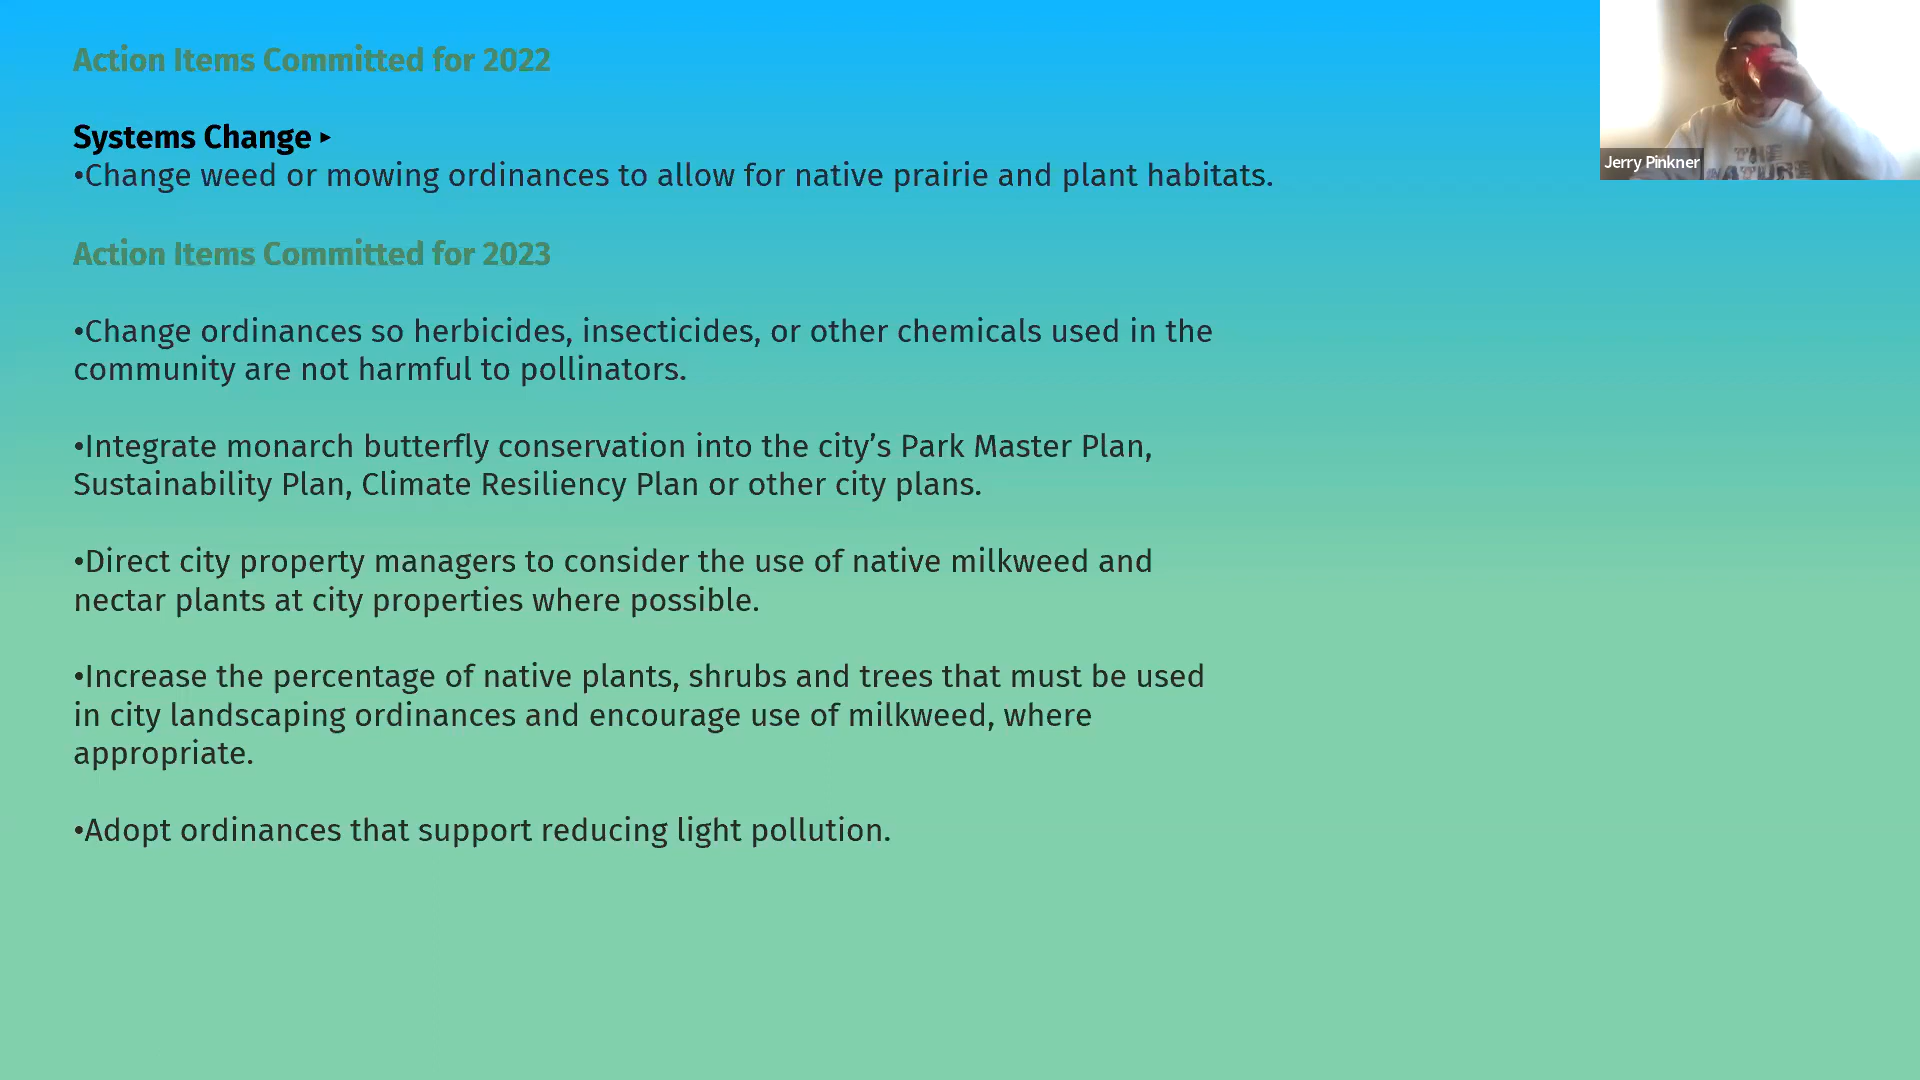 Action Items Committed for 2022
Systems Change ▸
•Change weed or mowing ordinances to allow for native prairie and plant habitats.
Action Items Committed for 2023
•Change ordinances so herbicides, insecticides, or other chemicals used in the
community are not harmful to pollinators.
•Integrate monarch butterfly conservation into the city’s Park Master Plan,
Sustainability Plan, Climate Resiliency Plan or other city plans.
•Direct city property managers to consider the use of native milkweed and
nectar plants at city properties where possible.
•Increase the percentage of native plants, shrubs and trees that must be used
in city landscaping ordinances and encourage use of milkweed, where
appropriate.
•Adopt ordinances that support reducing light pollution.
Jerry Pinkner
THE